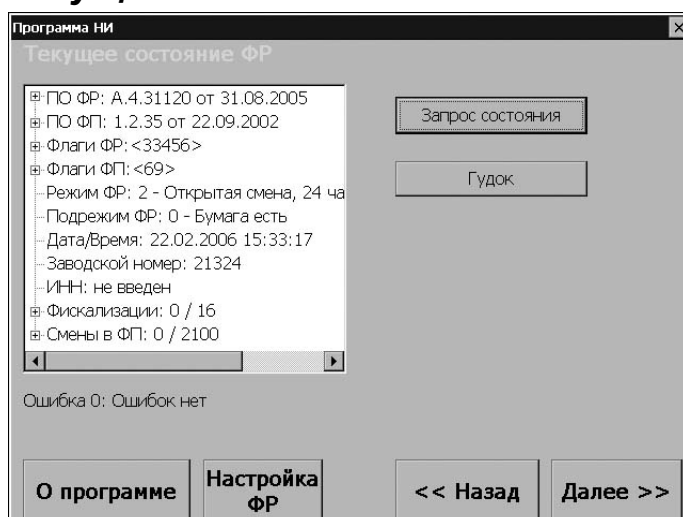 Программа НИ
Текущее состояние ФР
ПО ФР: А.4.31120 от 31.08.2005
ПО ФП: 1.2.35 от 22.09.2002
Флаги ФР:<33456>
Флаги ФП:<69>
Режим ФР: 2 - Открытая смена, 24 ча
Подрежим ФР: 0 - Бумага есть
Дата/Время: 22.02.2006 15:33:17
Заводской номер: 21324
ИНН: не введен
Фискализации: 0 / 16
Смены в ФП: 0 / 2100
Запрос состояния
Гудок
Ошибка 0: Ошибок нет
О программе
Настройка
ФР
<< Назад
Далее >>